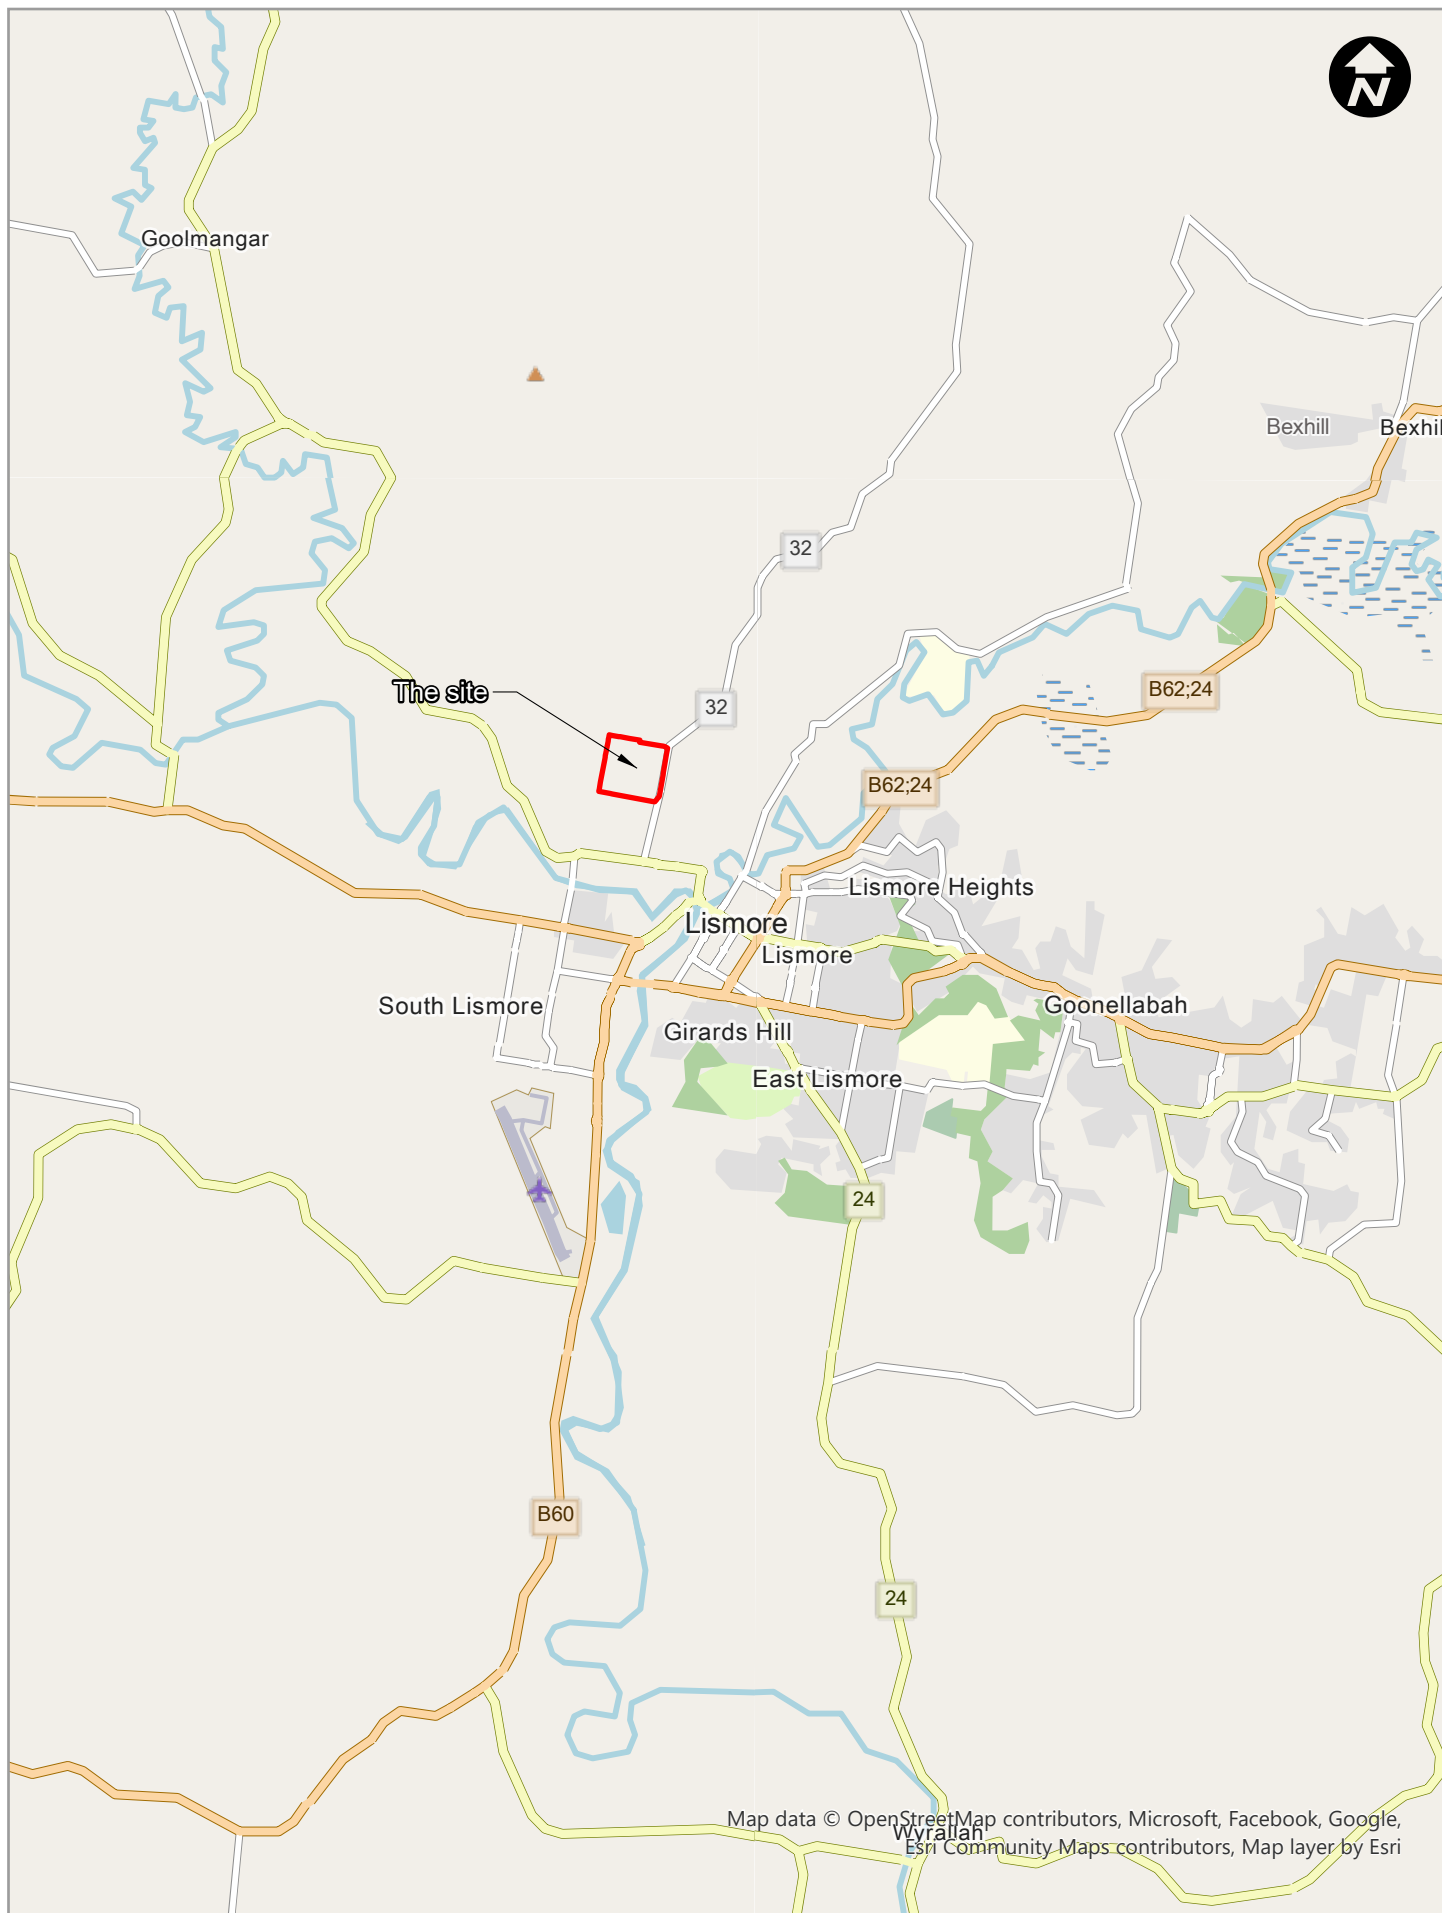 N
Goolmangar
Bexhill
Bexhil
32
The site
32
B62;24
B62;24
Lismore Heights
Lismore
Lismore
South Lismore
Goonellabah
Girards Hill
East Lismore
24
B60
24
Map data © OpenStreetMap contributors, Microsoft, Facebook, Google,
Wyrallah
Esri Community Maps contributors, Map layer by Esri